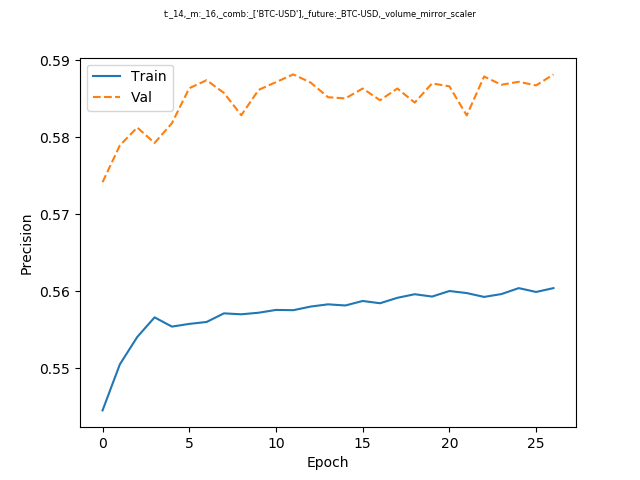 t:_14,_m:_16,_comb:_['BTC-USD'],_future:_BTC-USD,_volume_mirror_scaler
Train
Val
0.59
0.58
0.57
0.56
0.55
Precision
0 5 10 15 20 25
Epoch